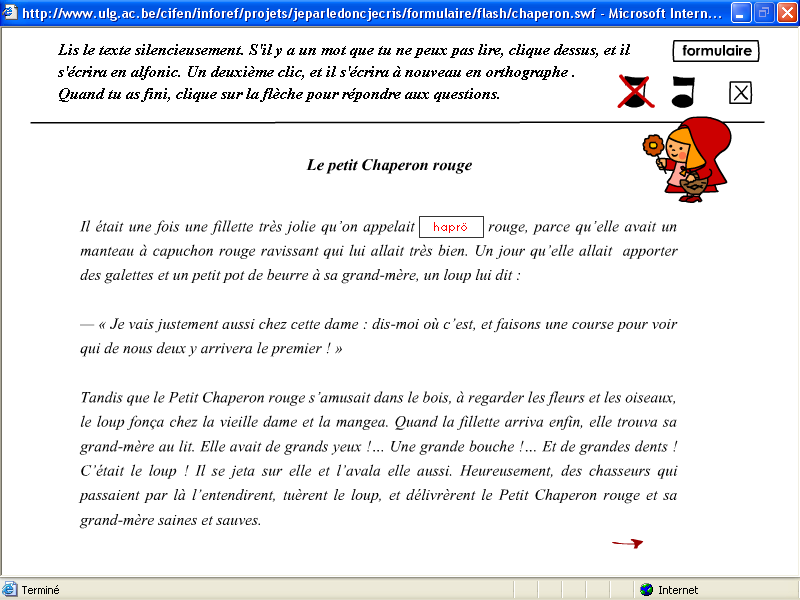 http://www.ulg.ac.be/cifen/inforef/projets/jeparledoncjecris/formulaire/flash/chaperon.swf - Microsoft Intern...
Lis le texte silencieusement. S'il y a un mot que tu ne peux pas lire, clique dessus, et il
s'écrira en alfonic. Un deuxième clic, et il s'écrira à nouveau en orthographe .
Quand tu as fini, clique sur la flèche pour répondre aux questions.
formulaire
X
Le petit Chaperon rouge
Il était une fois une fillette très jolie qu'on appelait haprö rouge, parce qu'elle avait un
manteau à capuchon rouge ravissant qui lui allait très bien. Un jour qu'elle allait apporter
des galettes et un petit pot de beurre à sa grand-mère, un loup lui dit :
— « Je vais justement aussi chez cette dame : dis-moi où c'est, et faisons une course pour voir
qui de nous deux y arrivera le premier ! »
Tandis que le Petit Chaperon rouge s'amusait dans le bois, à regarder les fleurs et les oiseaux,
le loup fonça chez la vieille dame et la mangea. Quand la fillette arriva enfin, elle trouva sa
grand-mère au lit. Elle avait de grands yeux !… Une grande bouche !… Et de grandes dents !
C'était le loup ! Il se jeta sur elle et l'avala elle aussi. Heureusement, des chasseurs qui
passaient par là l'entendirent, tuèrent le loup, et délivrèrent le Petit Chaperon rouge et sa
grand-mère saines et sauves.
Terminé
Internet